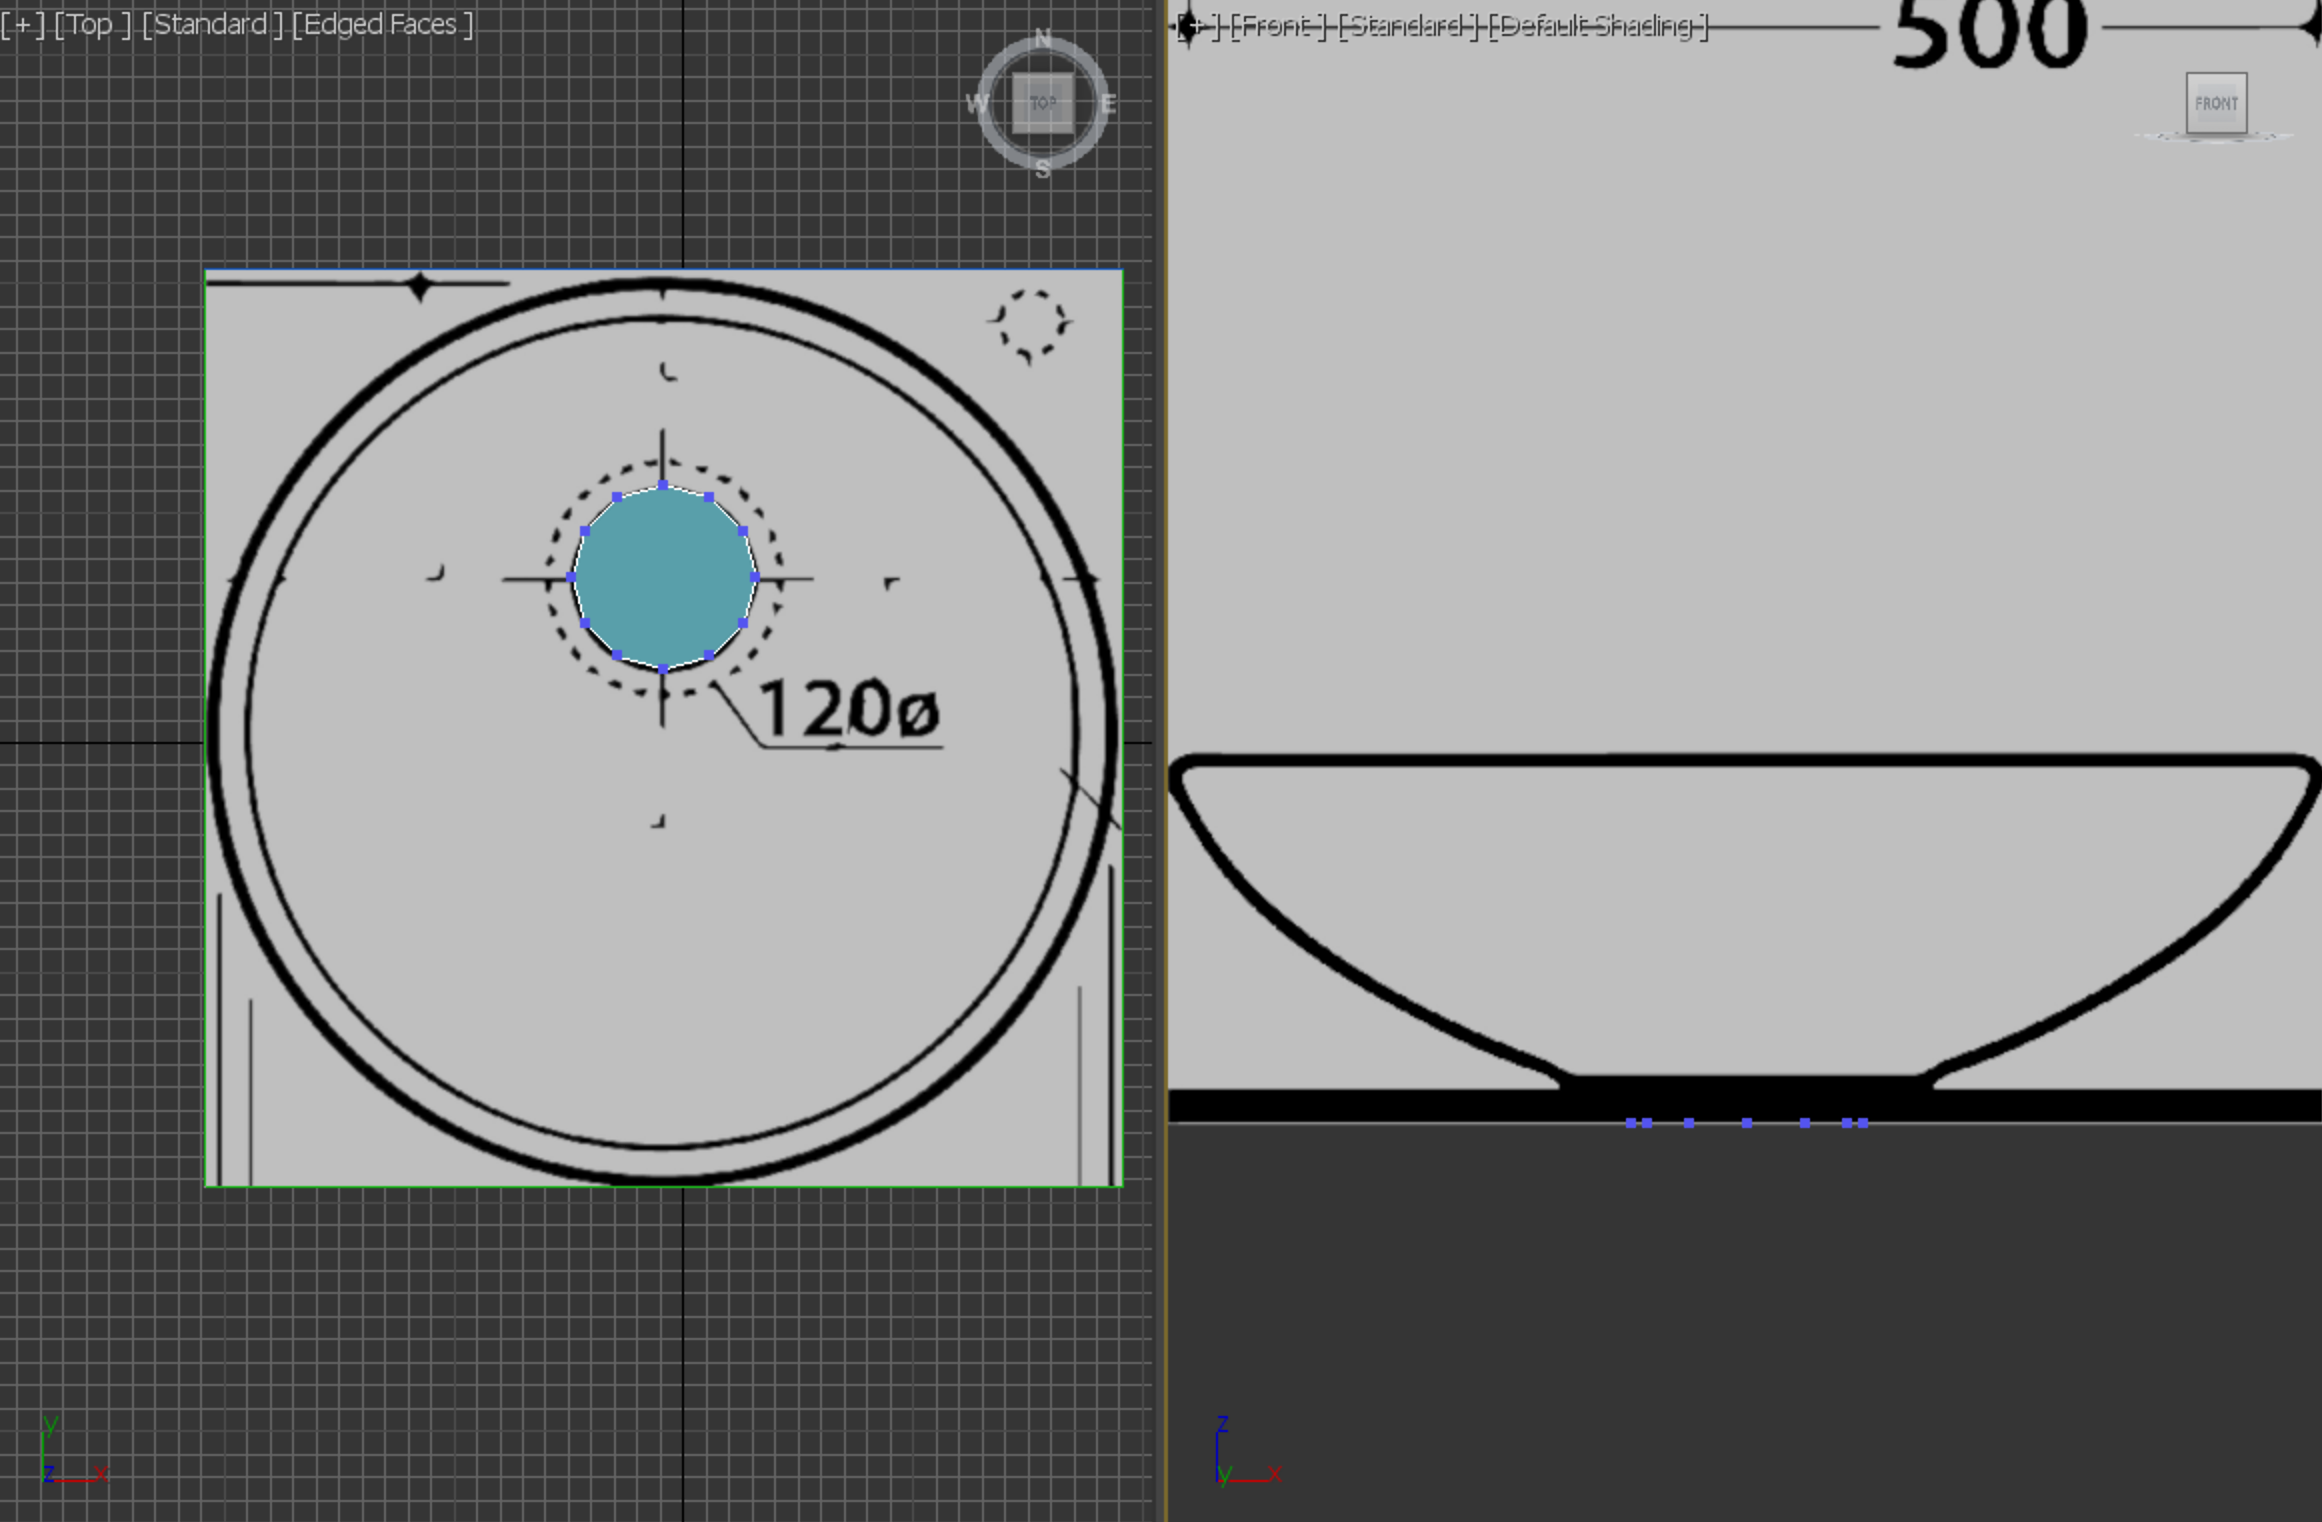 [+] [Top ] [Standard ] [Edged Faces ]
N
W TOP E
S
120ø
y
z x
[+] [Front ] [Standard ] [Default Shading ]
500
FRONT
z
y x